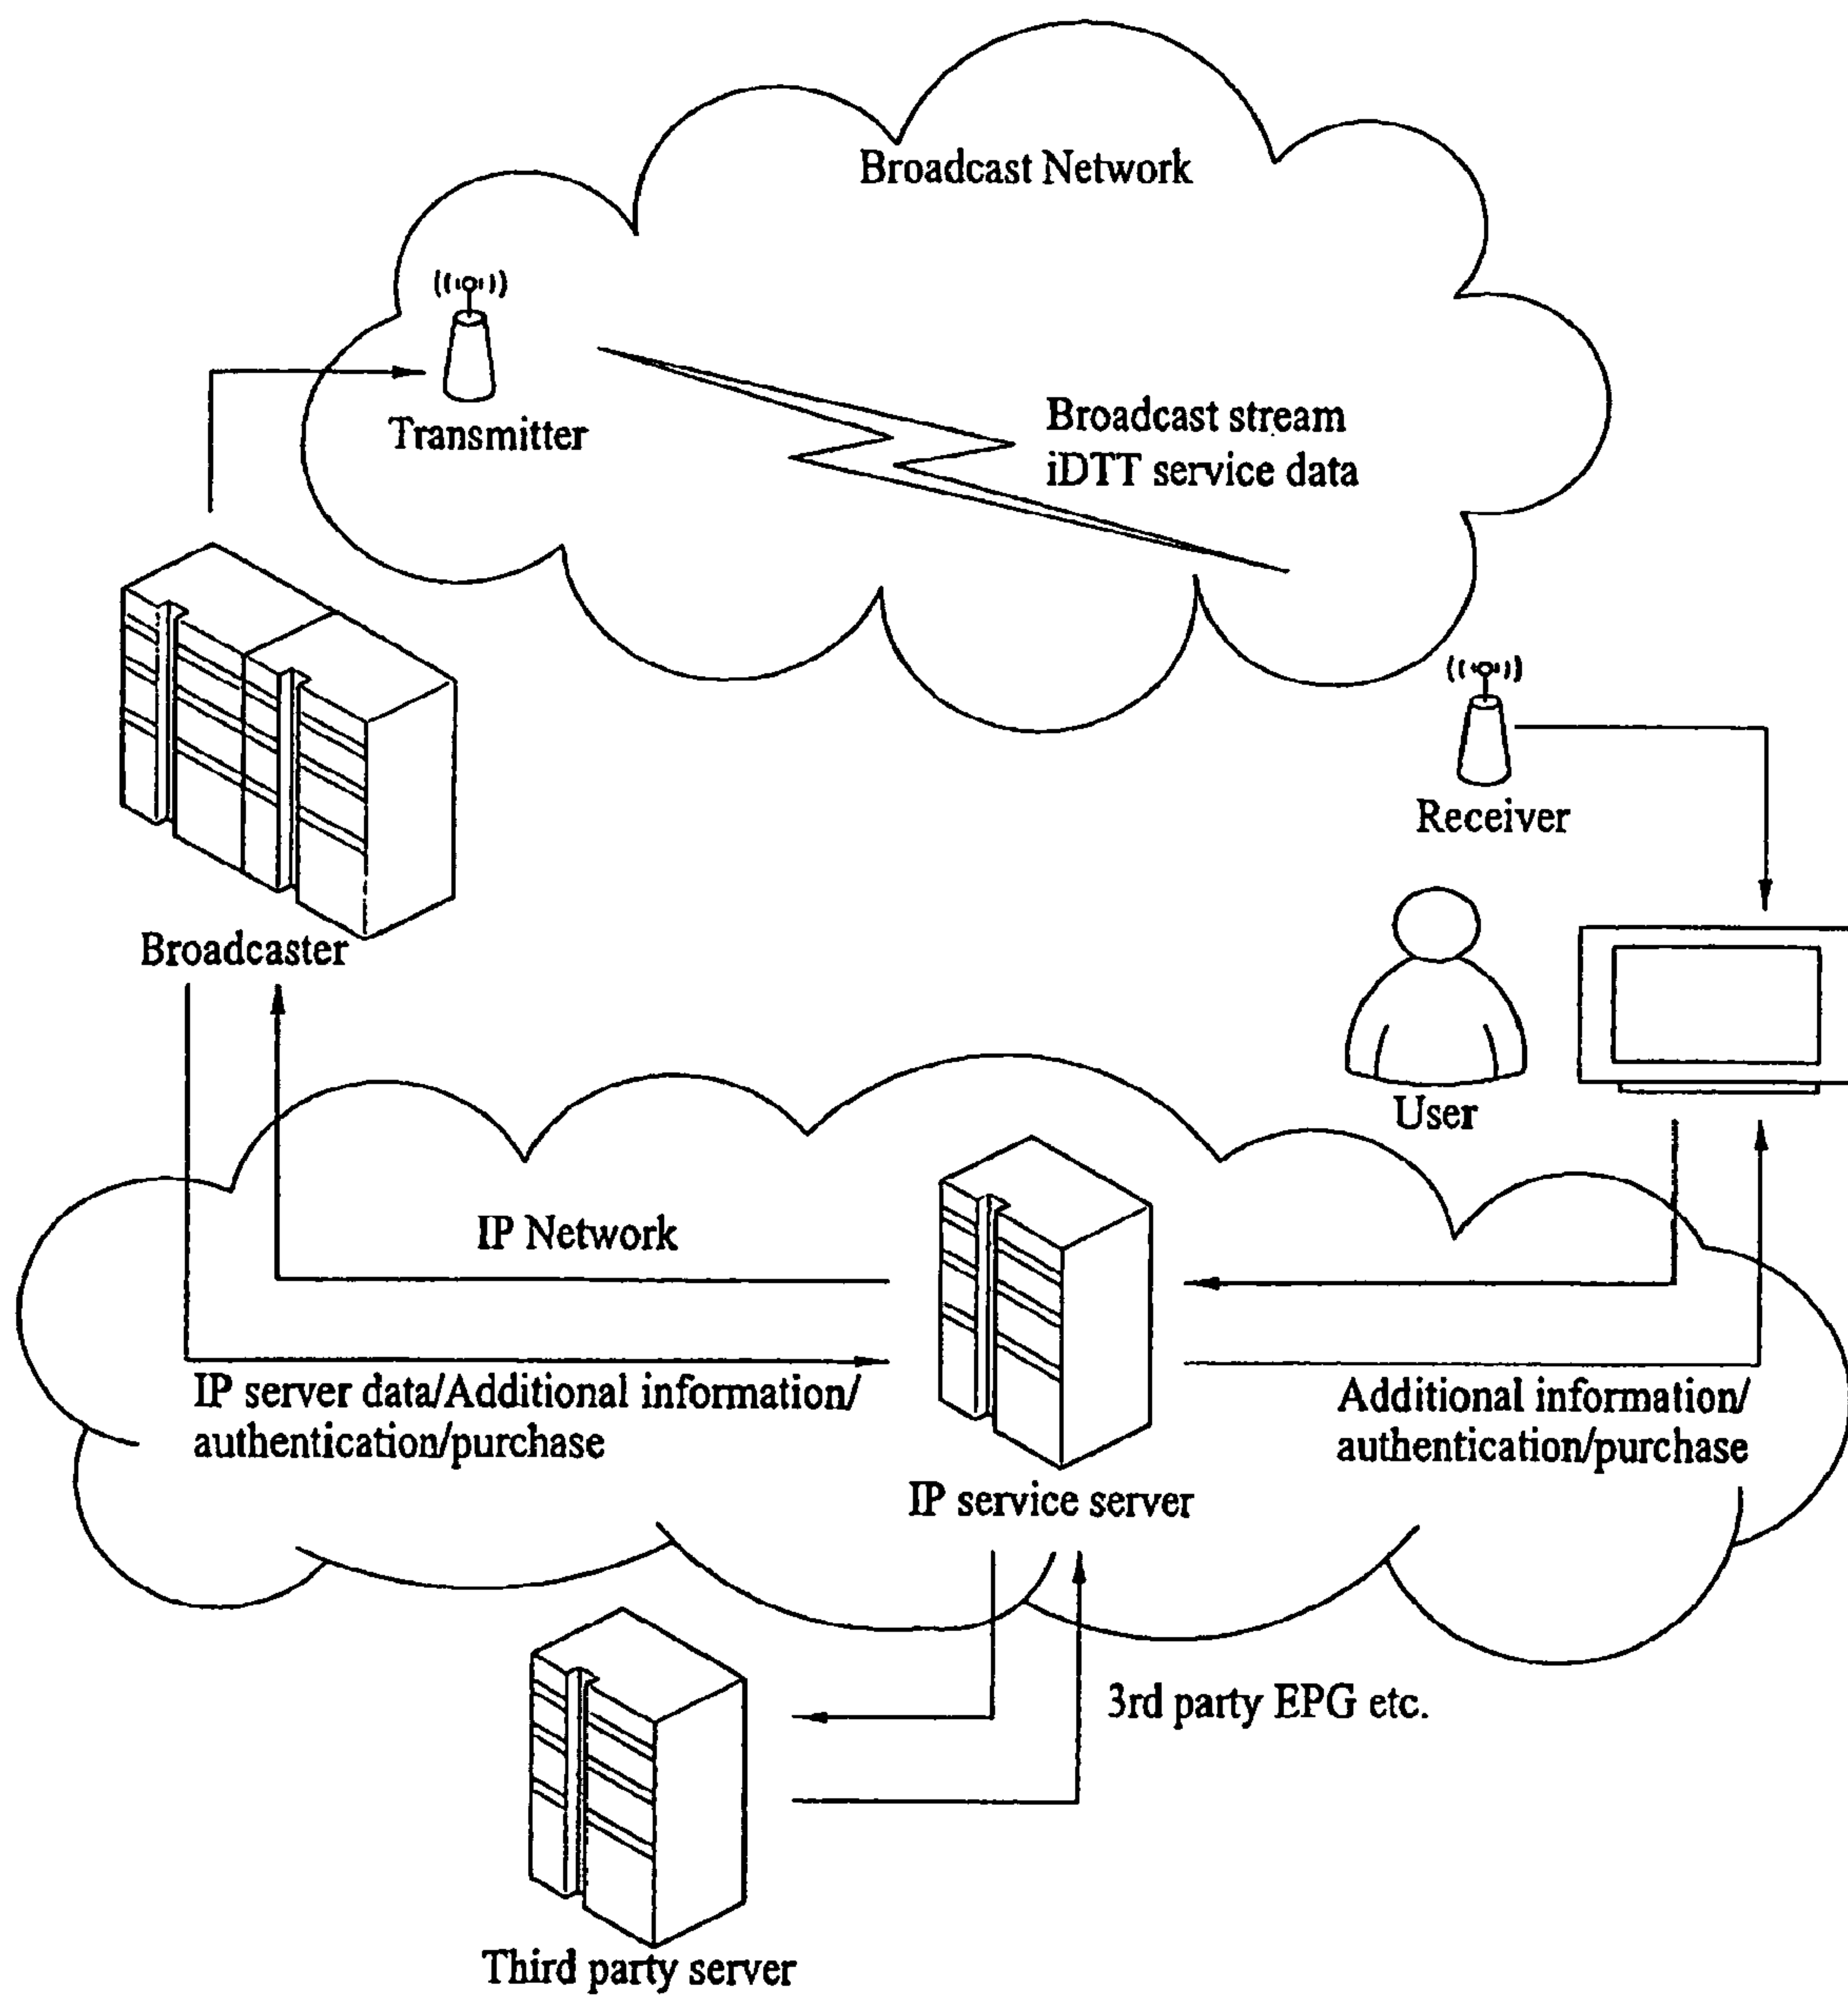 Broadcast Network
Transmitter
Broadcast stream
iDTT service data
Receiver
Broadcaster
User
IP Network
IP server data/Additional information/
authentication/purchase
Additional information/
authentication/purchase
IP service server
3rd party EPG etc.
Third party server